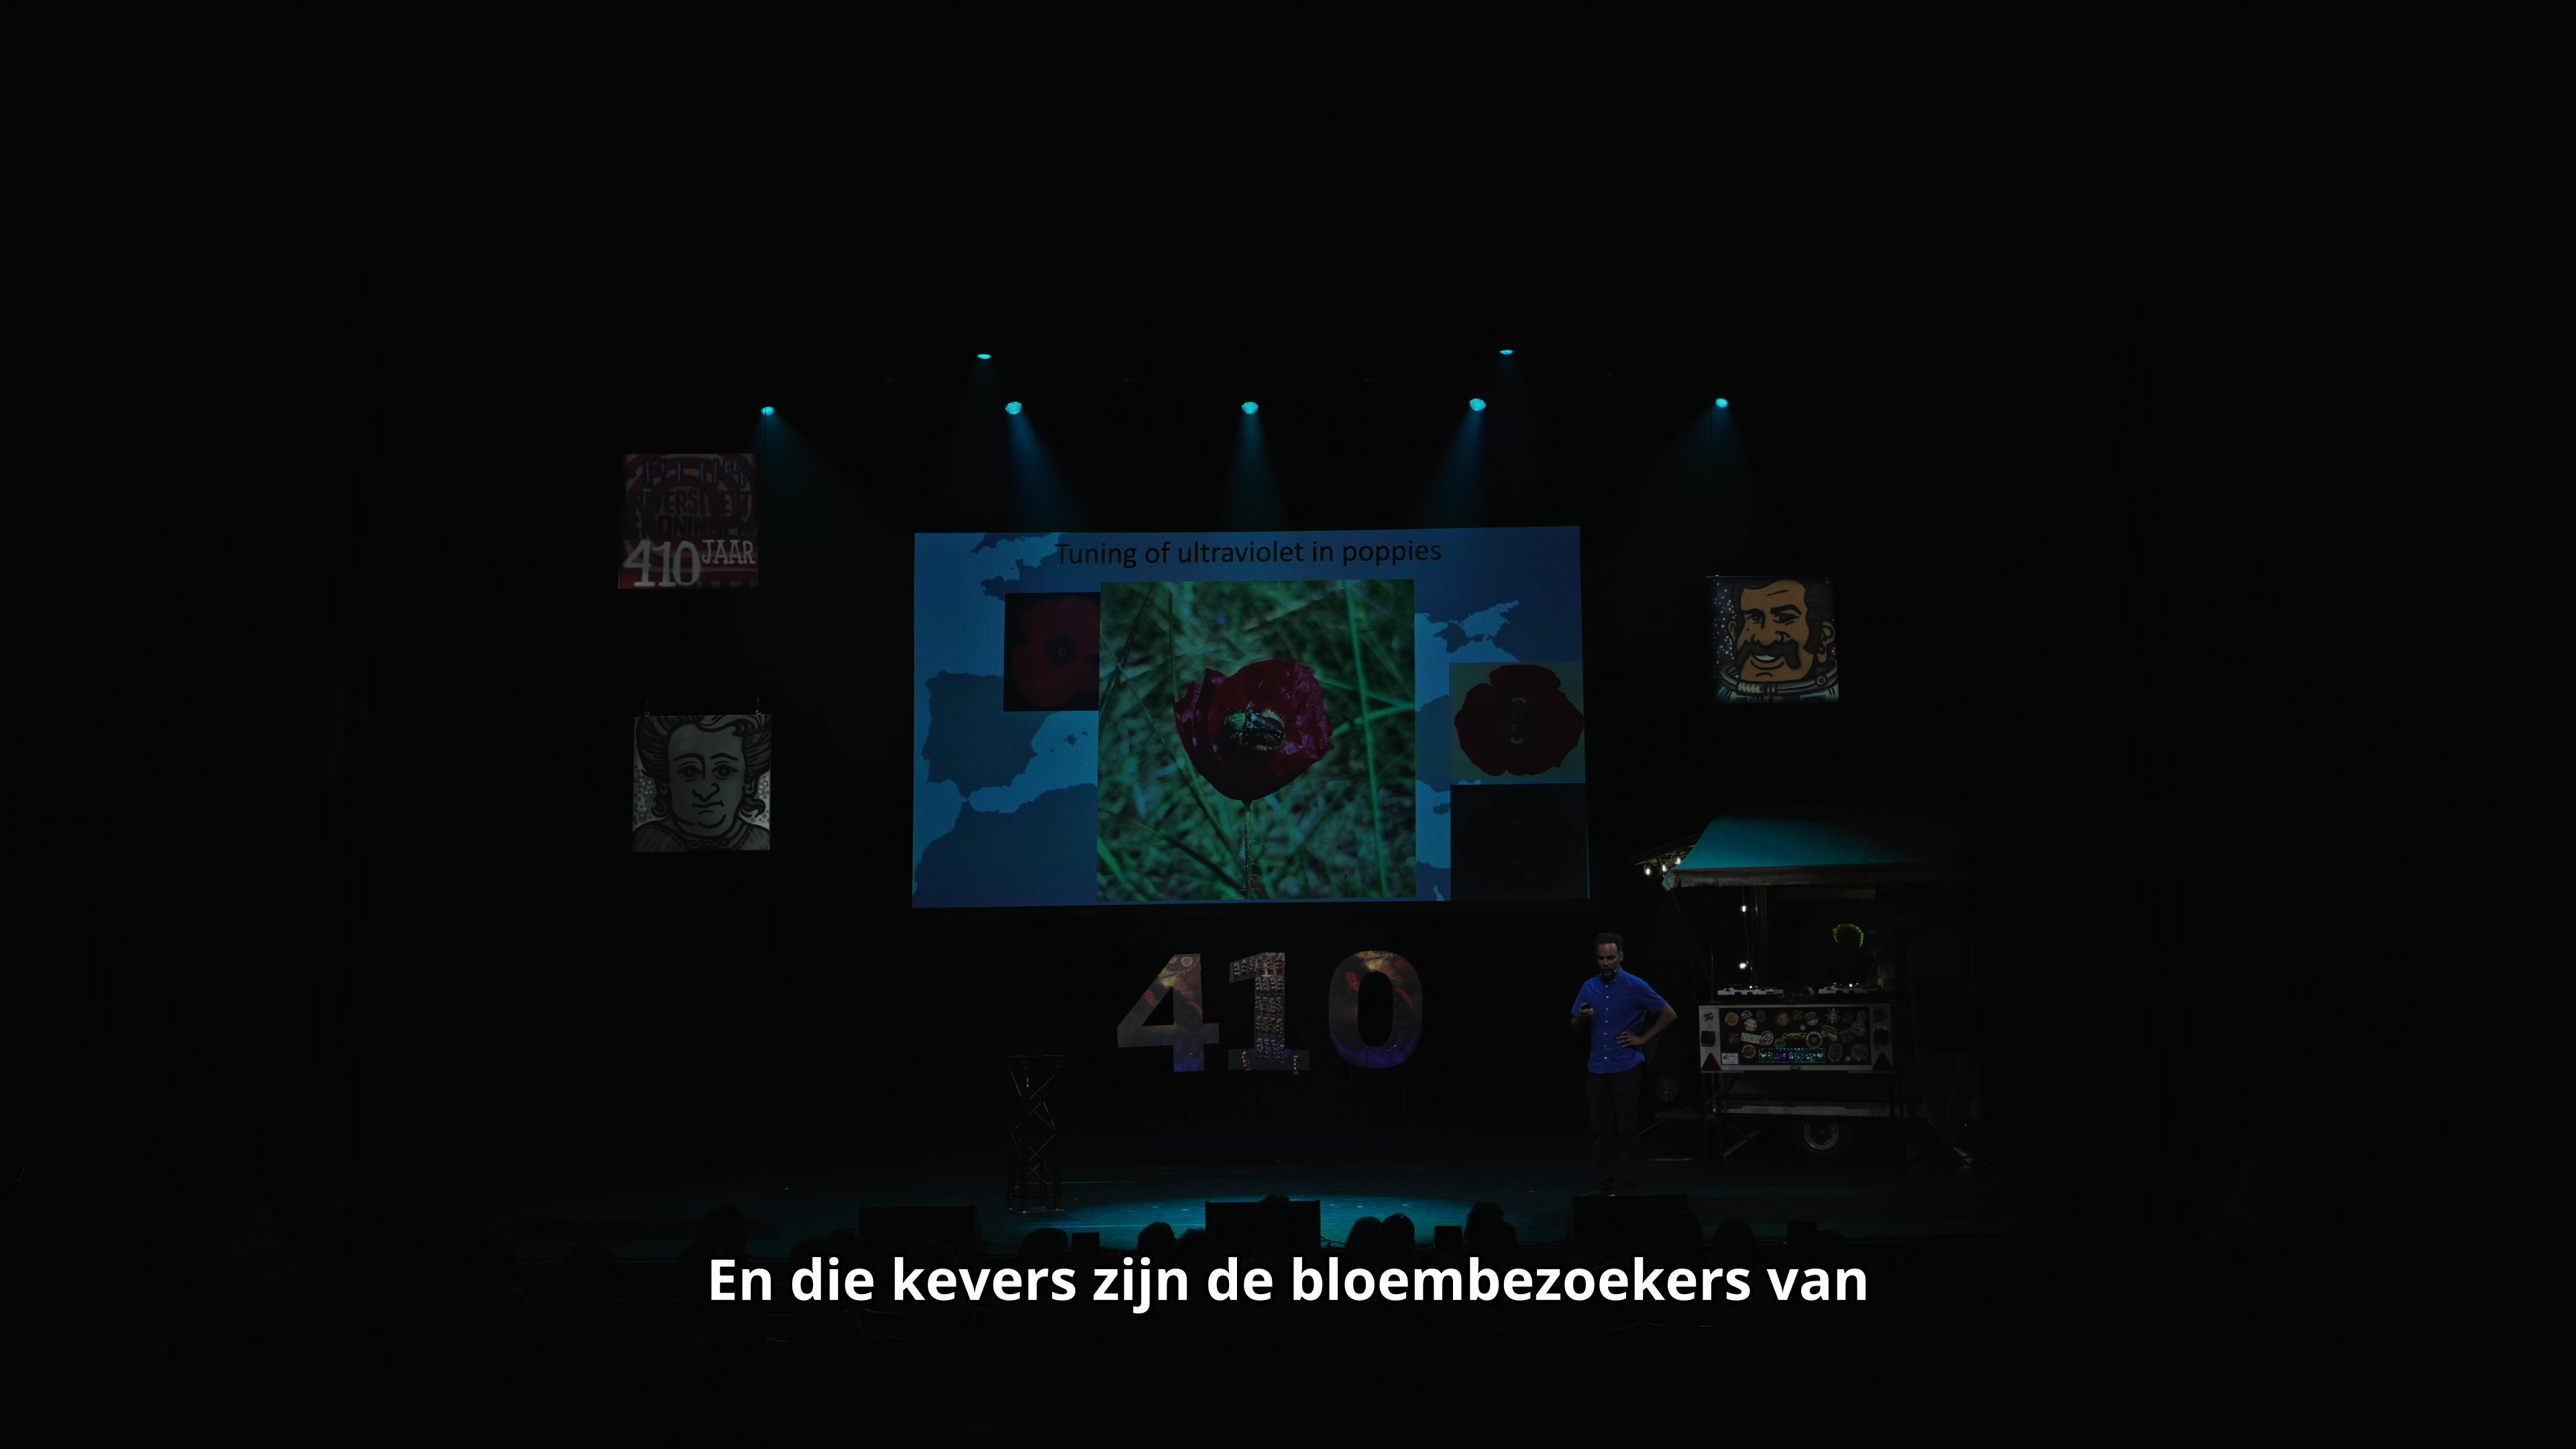 410 JAAR
Tuning of ultraviolet in poppies
410
En die kevers zijn de bloembezoekers van